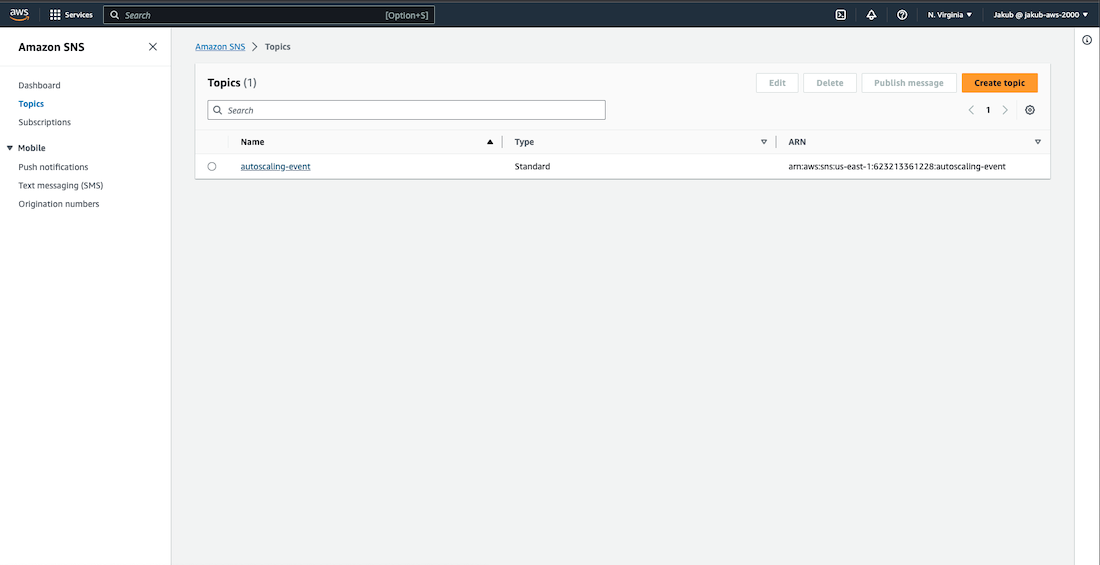 aws Services Search [Option+S] N. Virginia Jakub @ jakub-aws-2000
Amazon SNS
Dashboard
Topics
Subscriptions
Mobile
Push notifications
Text messaging (SMS)
Origination numbers
Amazon SNS Topics
Topics (1) Edit Delete Publish message Create topic
Search 1
Name Type ARN
autoscaling-event Standard arn:aws:sns:us-east-1:623213361228:autoscaling-event